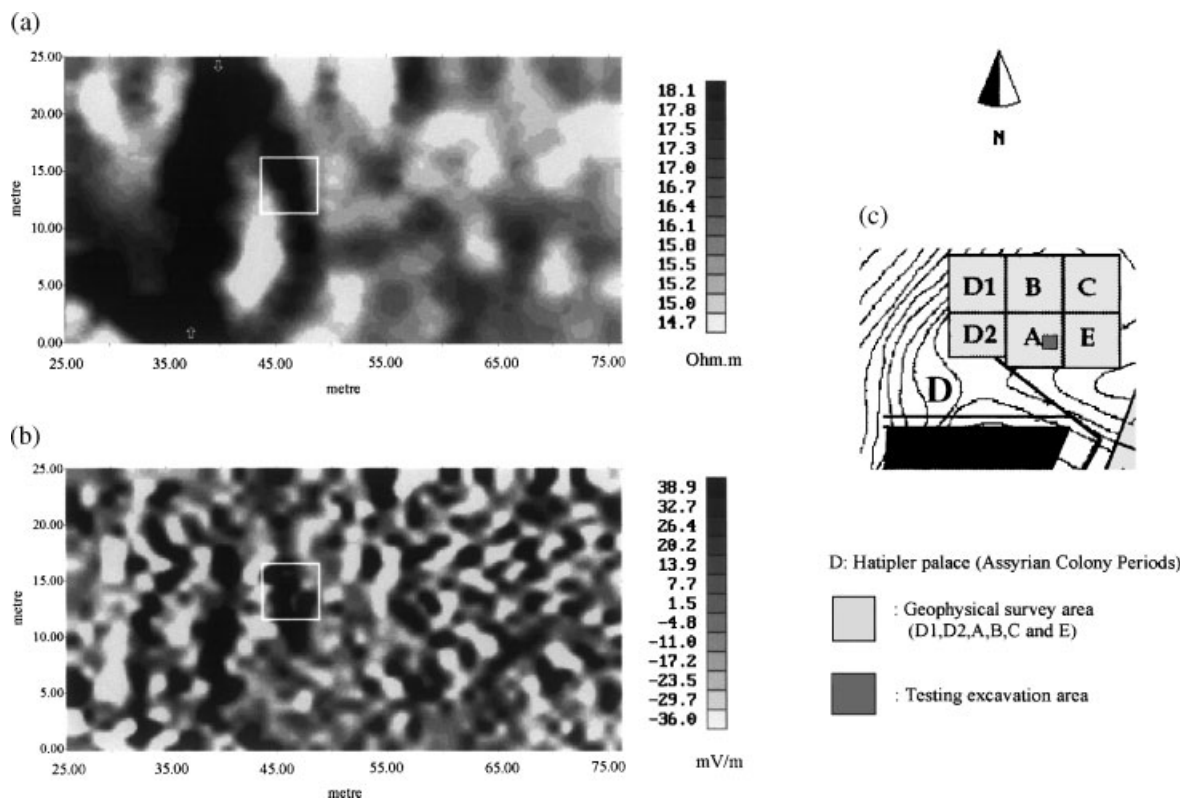 (a)
25.00
20.00
15.00
10.00
5.00
0.00
metre
25.00 35.00 45.00 55.00 65.00 75.00
metre
18.1
17.8
17.5
17.3
17.0
16.7
16.4
16.1
15.8
15.5
15.2
15.0
14.7
Ohm.m
N
(b)
25.00
20.00
15.00
10.00
5.00
0.00
metre
25.00 35.00 45.00 55.00 65.00 75.00
metre
38.9
32.7
26.4
20.2
13.9
7.7
1.5
-4.8
-11.0
-17.2
-23.5
-29.7
-36.0
mV/m
(c)
D1 B C
D2 A E
D
D: Hatipler palace (Assyrian Colony Periods)
: Geophysical survey area
(D1,D2,A,B,C and E)
: Testing excavation area